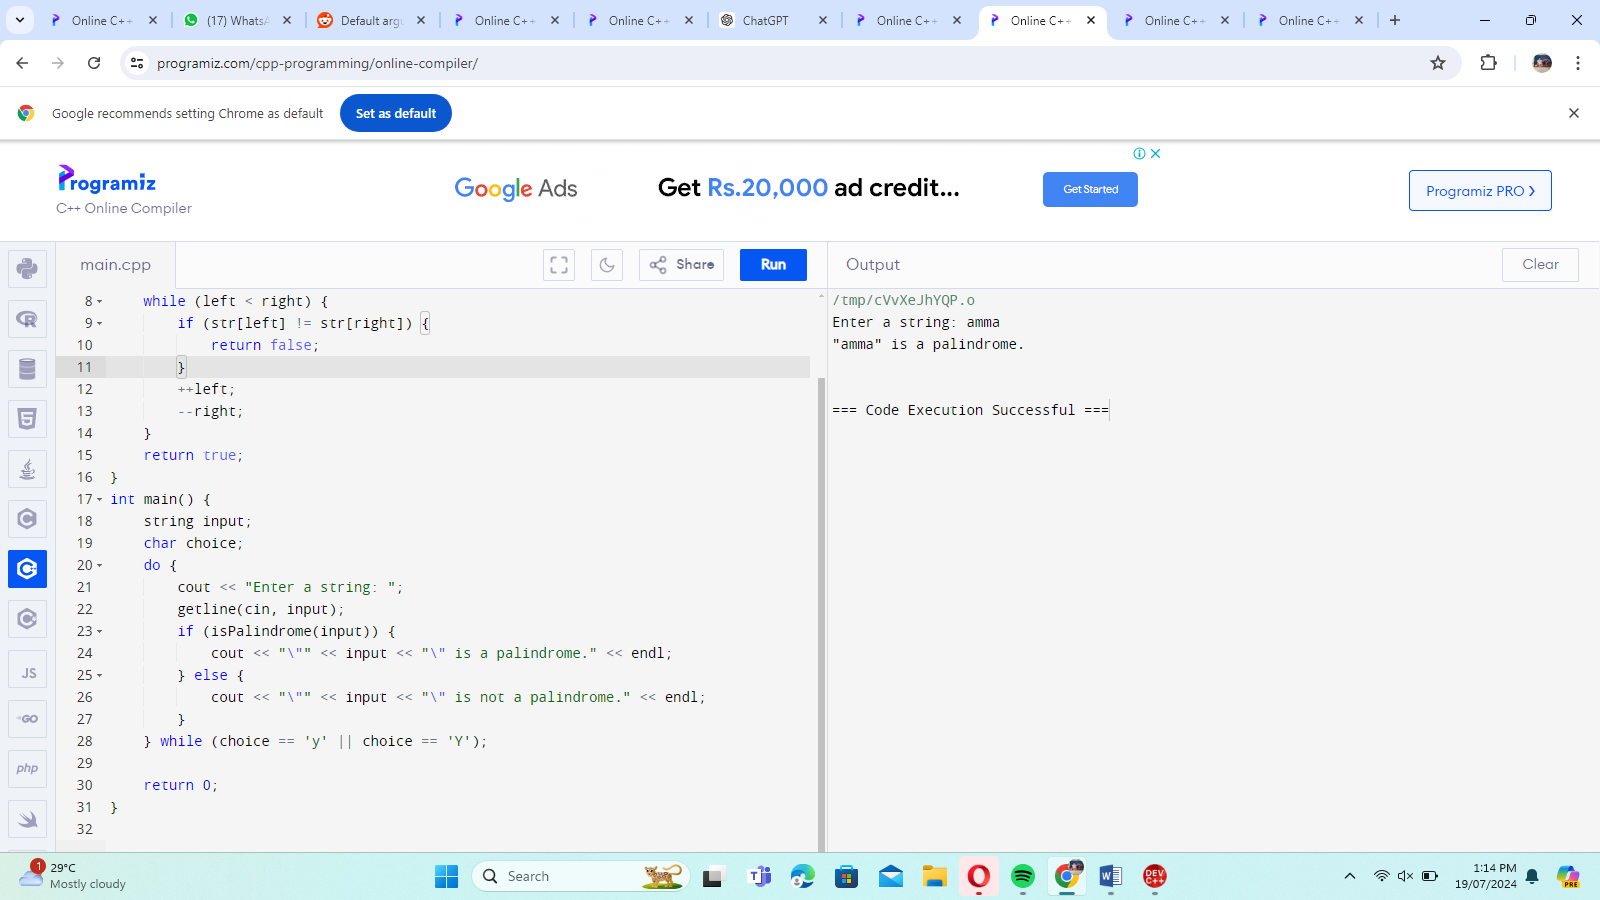 Online C++
(17) Whats
Default argu
Online C++
Online C++
ChatGPT
Online C++
Online C++
Online C++
Online C++
programiz.com/cpp-programming/online-compiler/
Google recommends setting Chrome as default
Set as default
Programiz
C++ Online Compiler
Google Ads
Get Rs.20,000 ad credit...
Get Started
Programiz PRO ›
main.cpp
Share
Run
Output
Clear
8 while (left < right) {
9 if (str[left] != str[right]) {
10 return false;
11 }
12 ++left;
13 --right;
14 }
15 return true;
16 }
17 int main() {
18 string input;
19 char choice;
20 do {
21 cout << "Enter a string: ";
22 getline(cin, input);
23 if (isPalindrome(input)) {
24 cout << "\"" << input << "\" is a palindrome." << endl;
25 } else {
26 cout << "\"" << input << "\" is not a palindrome." << endl;
27 }
28 } while (choice == 'y' || choice == 'Y');
29
30 return 0;
31 }
32
/tmp/cVvXeJhYQP.o
Enter a string: amma
"amma" is a palindrome.
=== Code Execution Successful ===
JS
GO
php
1
29°C
Mostly cloudy
Search
DEV C++
1:14 PM
19/07/2024
PRE